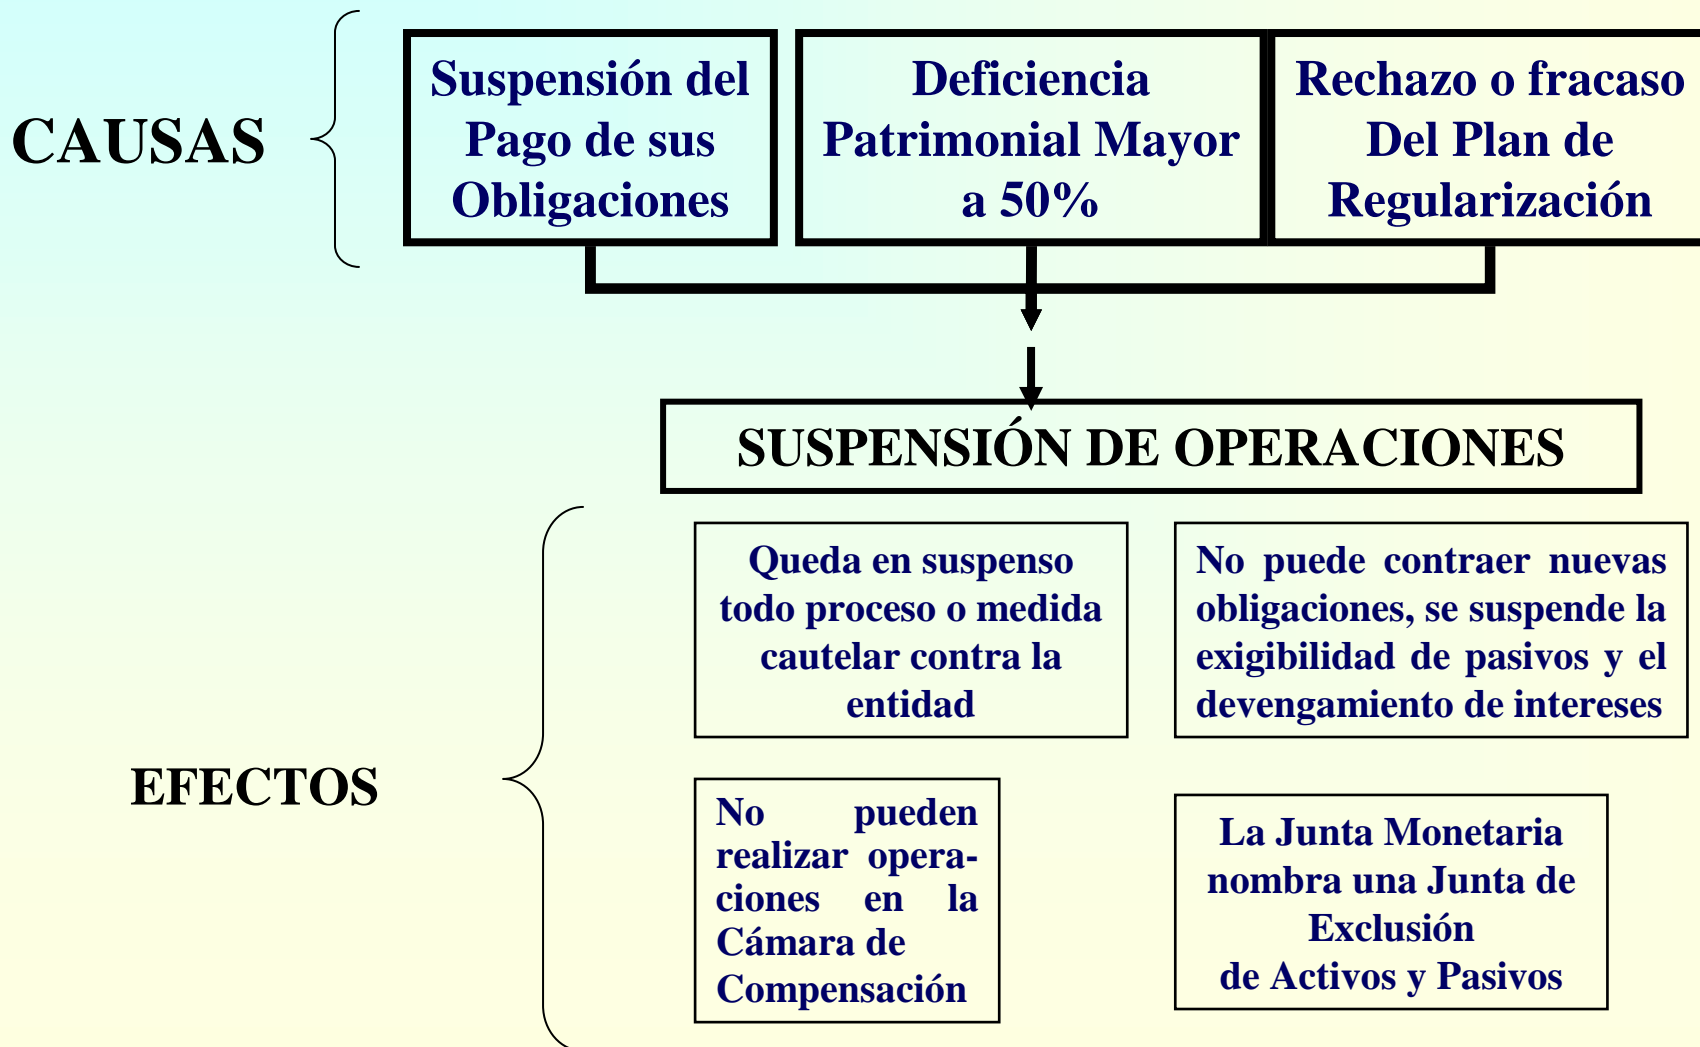 CAUSAS
Suspensión del
Pago de sus
Obligaciones
Deficiencia
Patrimonial Mayor
a 50%
Rechazo o fracaso
Del Plan de
Regularización
SUSPENSIÓN DE OPERACIONES
EFECTOS
Queda en suspenso
todo proceso o medida
cautelar contra la
entidad
No puede contraer nuevas
obligaciones, se suspende la
exigibilidad de pasivos y el
devengamiento de intereses
No pueden
realizar opera-
ciones en la
Cámara de
Compensación
La Junta Monetaria
nombra una Junta de
Exclusión
de Activos y Pasivos